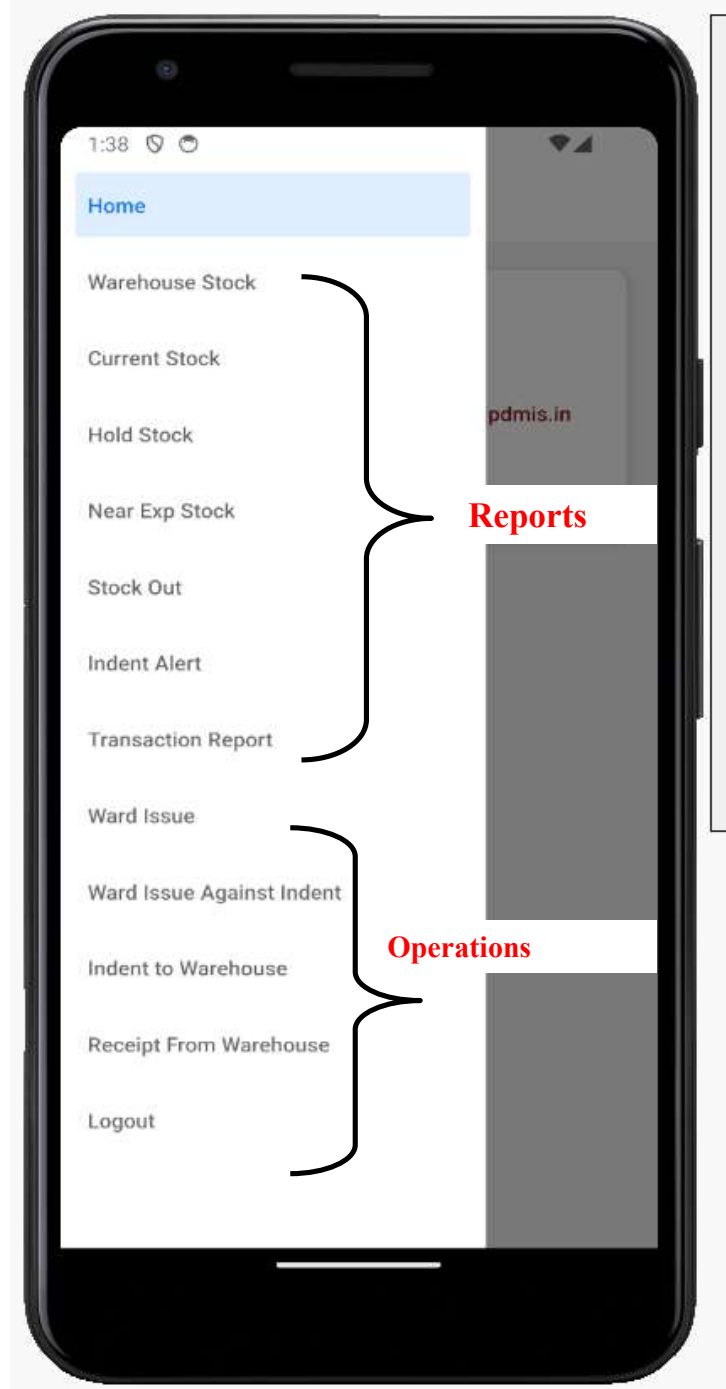 1:38
Home
Warehouse Stock
Current Stock
pdmis.in
Hold Stock
Near Exp Stock
Reports
Stock Out
Indent Alert
Transaction Report
Ward Issue
Ward Issue Against Indent
Operations
Indent to Warehouse
Receipt From Warehouse
Logout